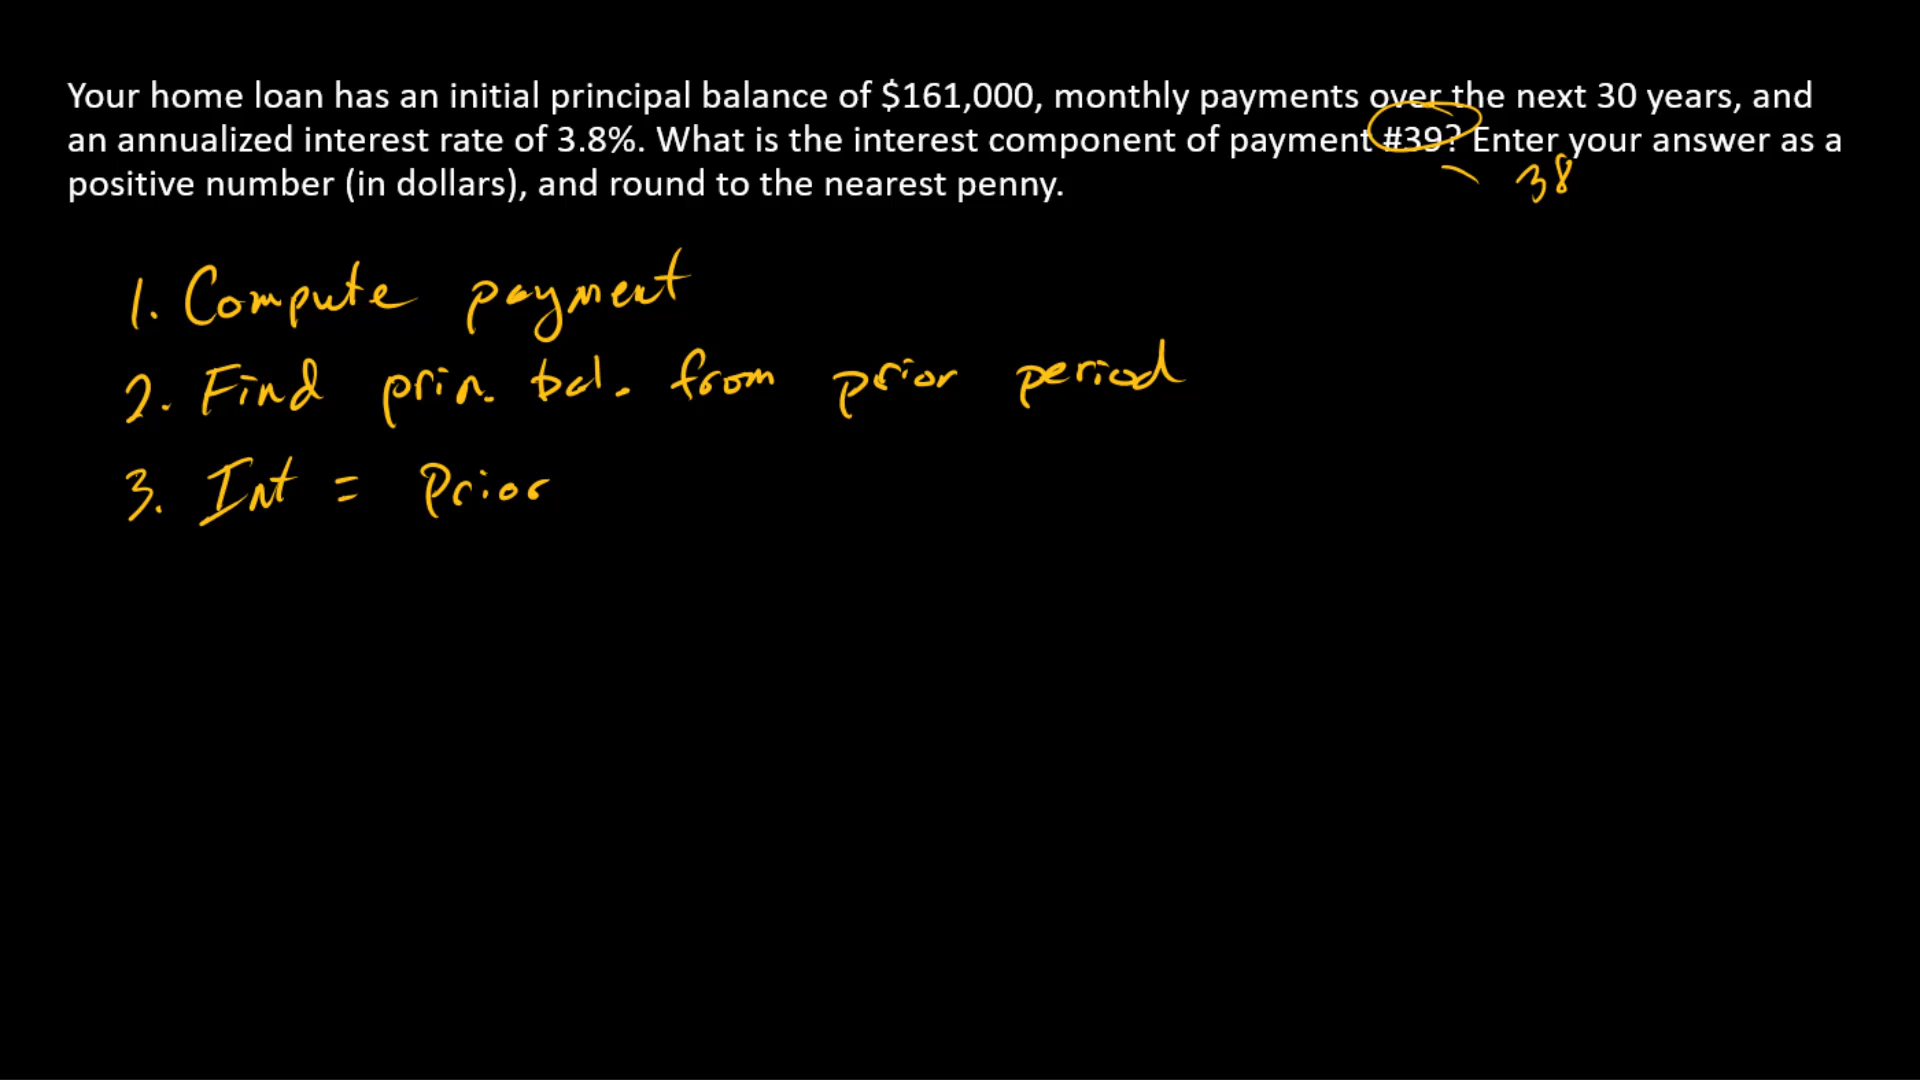 Your home loan has an initial principal balance of $161,000, monthly payments over the next 30 years, and
an annualized interest rate of 3.8%. What is the interest component of payment #39? Enter your answer as a
positive number (in dollars), and round to the nearest penny.
38
1. Compute payment
2. Find prin. bal. from prior period
3. Int = Prior